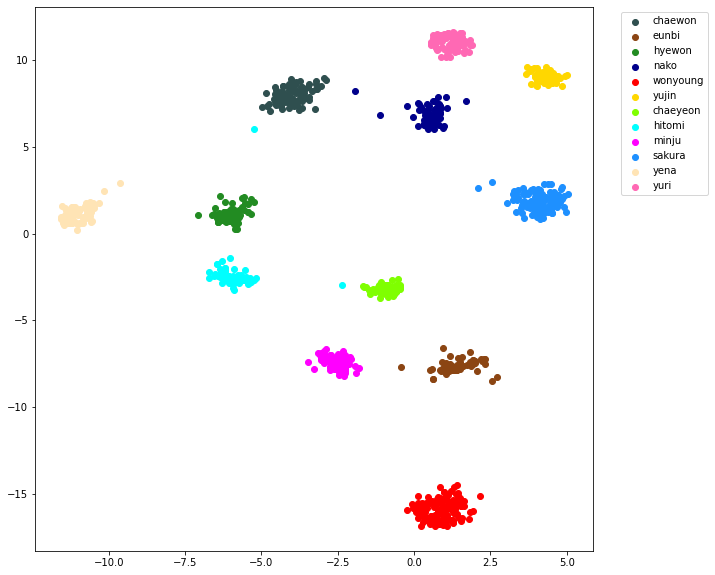 chaewon
eunbi
hyewon
nako
wonyoung
yujin
chaeyeon
hitomi
minju
sakura
yena
yuri
10
5
0
−5
−10
−15
−10.0
−7.5
−5.0
−2.5
0.0
2.5
5.0